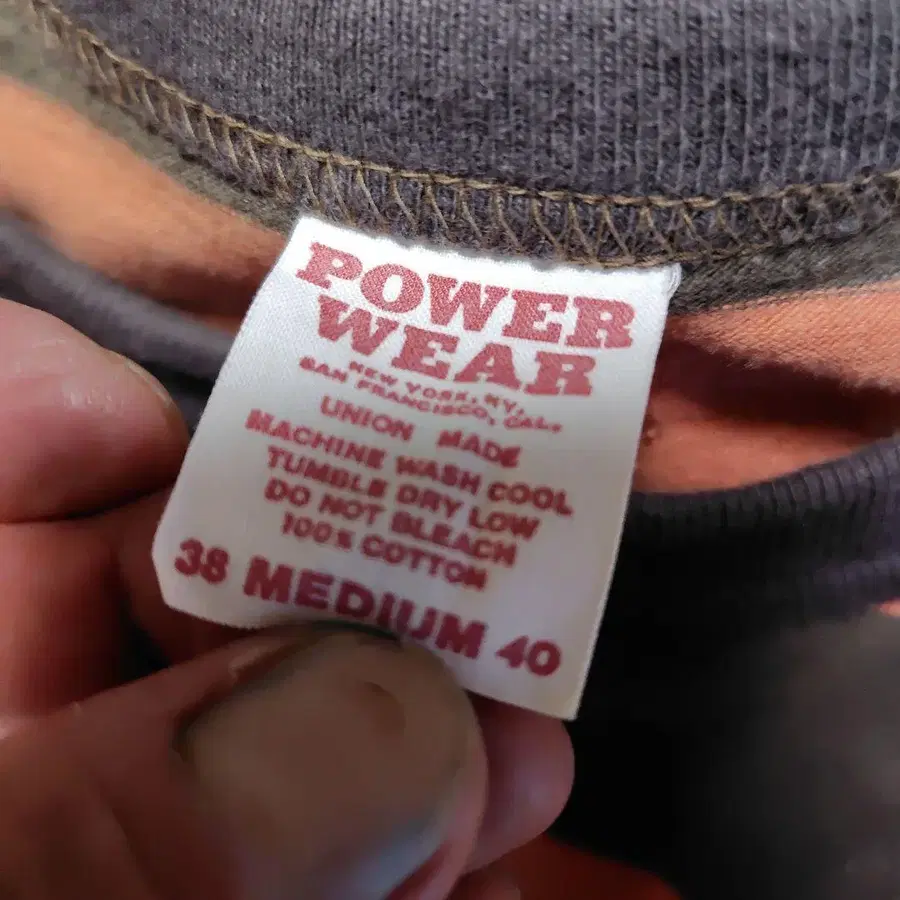 POWER
WEAR
NEW YORK, NY.
SAN FRANCISCO, CAL.
UNION MADE
MACHINE WASH COOL
TUMBLE DRY LOW
DO NOT BLEACH
100% COTTON
38 MEDIUM 40